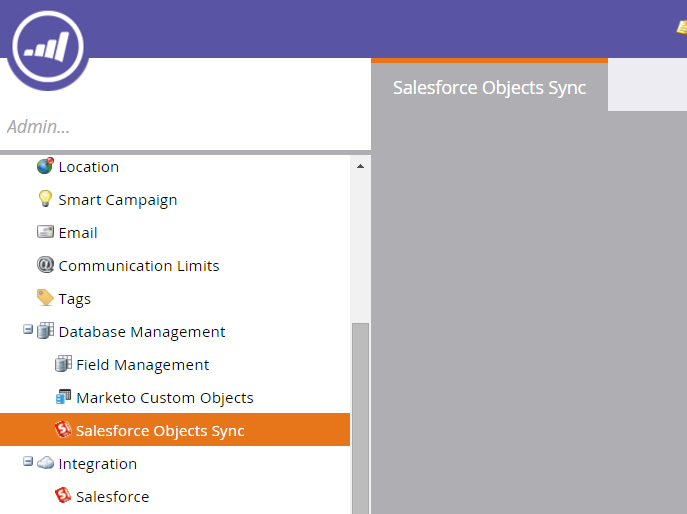 Salesforce Objects Sync
Admin...
Location
Smart Campaign
Email
Communication Limits
Tags
Database Management
Field Management
Marketo Custom Objects
Salesforce Objects Sync
Integration
Salesforce